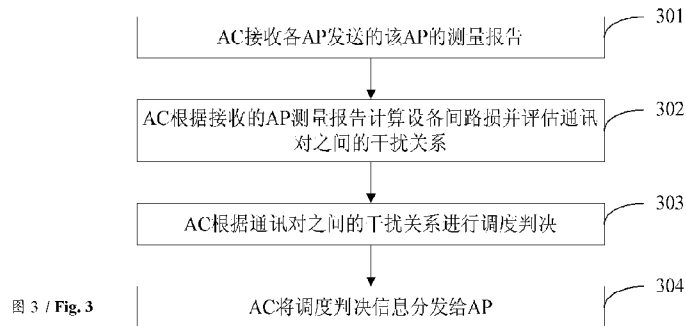 AC接收各AP发送的该AP的测量报告
301
AC根据接收的AP测量报告计算设备间路损并评估通讯
对之间的干扰关系
302
AC根据通讯对之间的干扰关系进行调度判决
303
AC将调度判决信息分发给AP
304
图 3 / Fig. 3